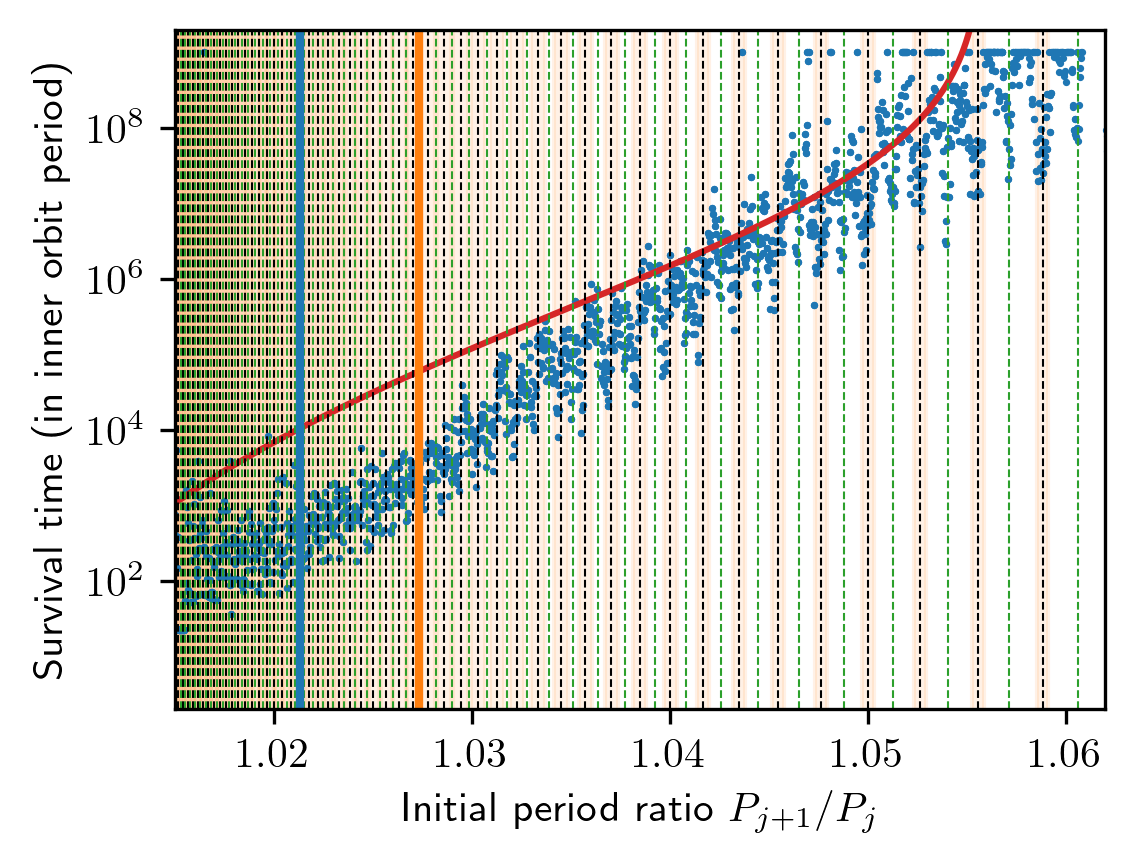 Survival time (in inner orbit period)
10^8
10^6
10^4
10^2
1.02 1.03 1.04 1.05 1.06
Initial period ratio P_{j+1}/P_j